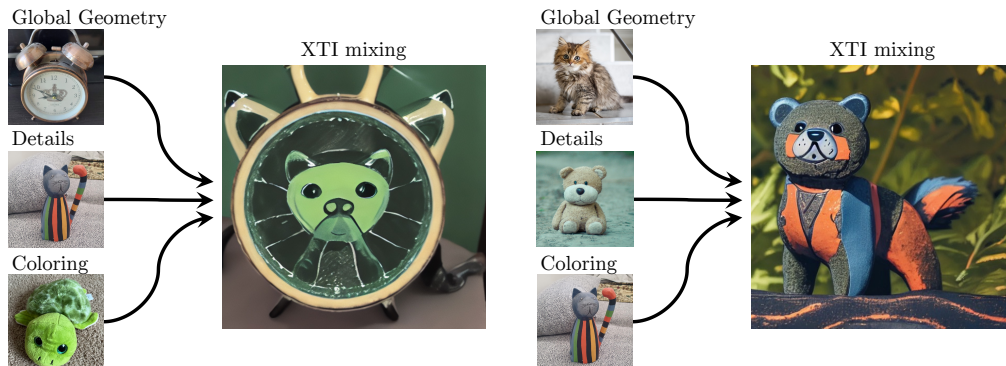 Global Geometry
XTI mixing
Details
Coloring
Global Geometry
XTI mixing
Details
Coloring